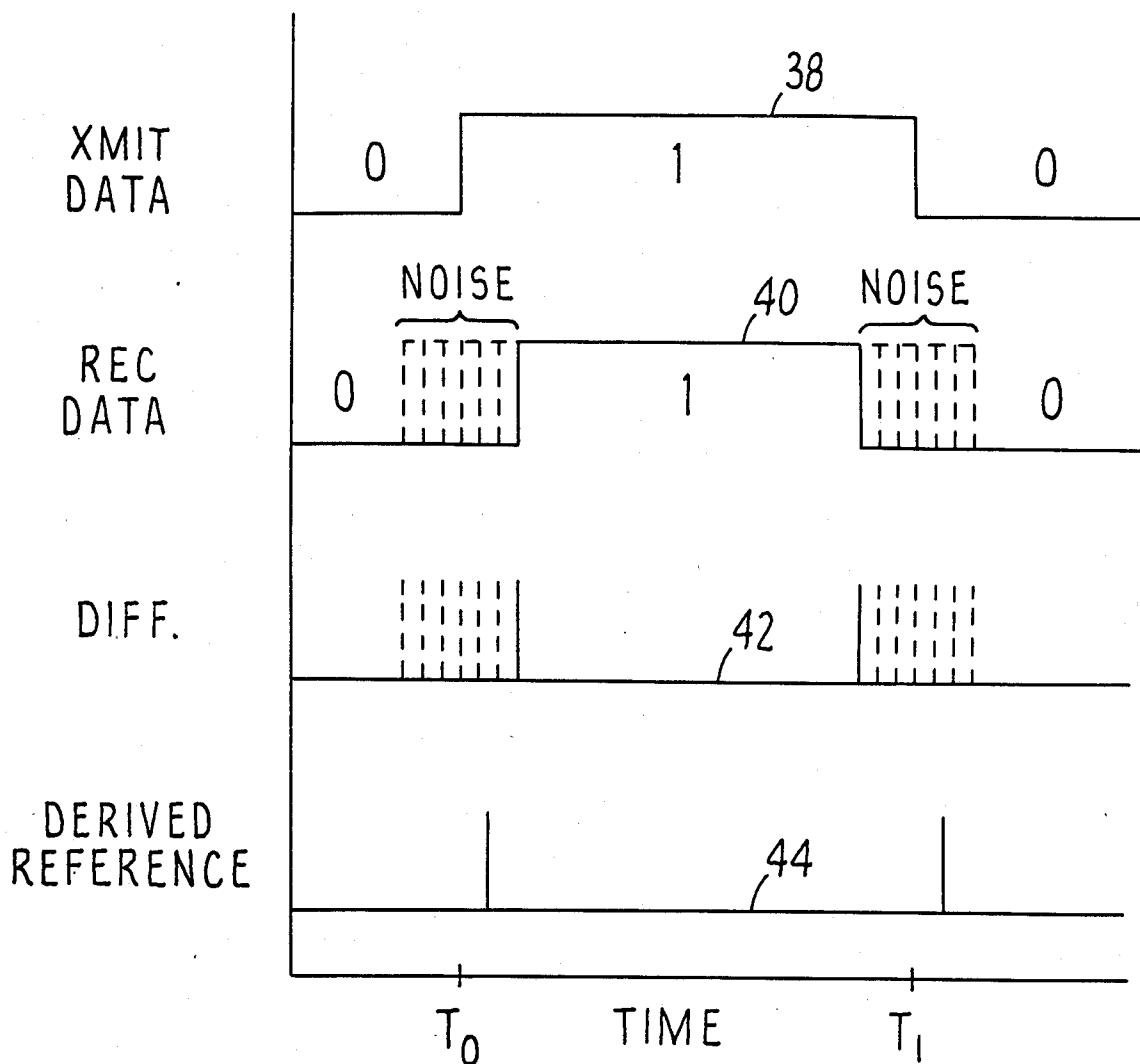 38
XMIT
DATA
0 1 0
NOISE NOISE
40
REC
DATA
0 1 0
DIFF.
42
DERIVED
REFERENCE
44
T0 TIME T1